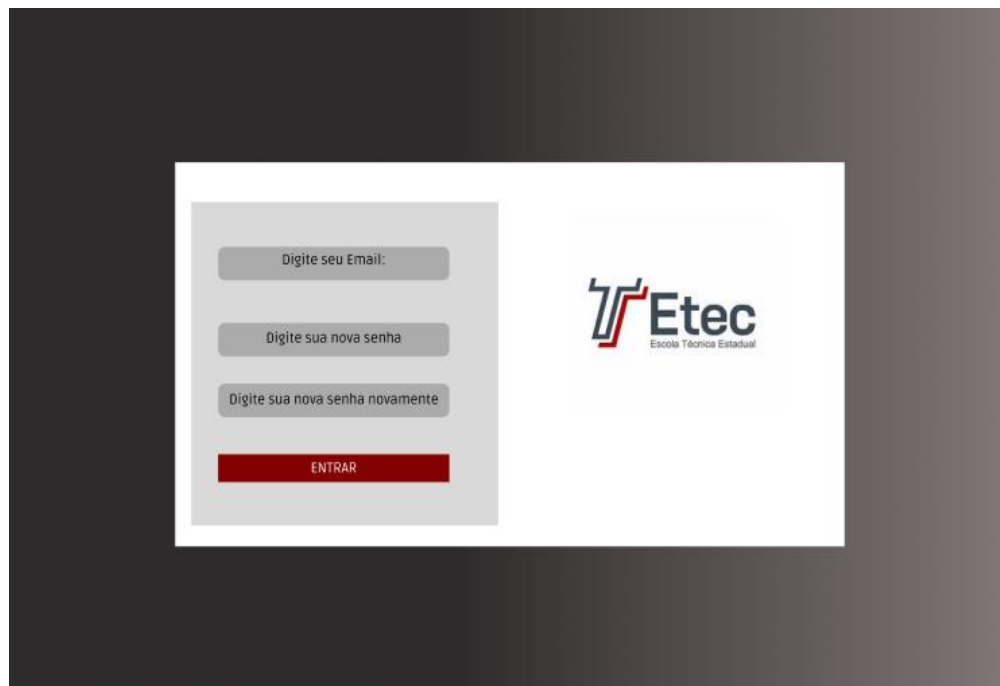 Digite seu Email:
Digite sua nova senha
Digite sua nova senha novamente
ENTRAR
Etec
Escola Técnica Estadual